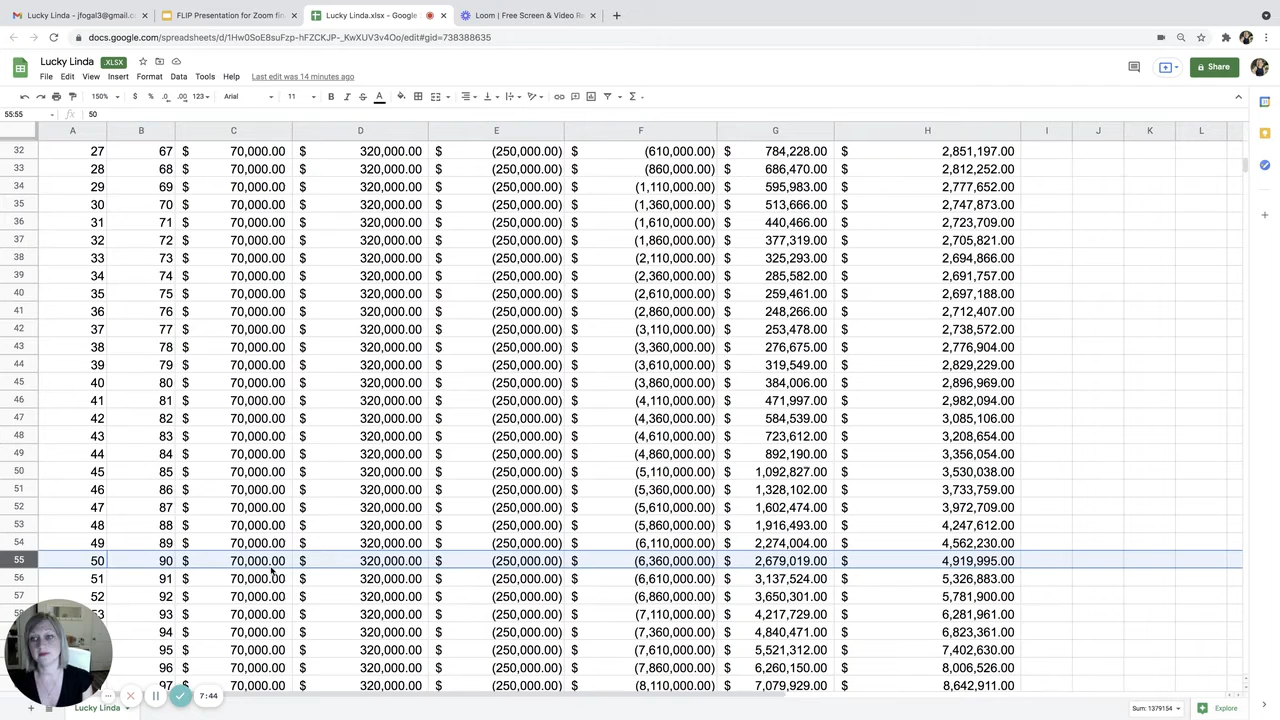 Lucky Linda - jfogal3@gmail.c
FLIP Presentation for Zoom fin
Lucky Linda.xlsx - Google
Loom | Free Screen & Video Re
docs.google.com/spreadsheets/d/1Hw0SoE8suFzp-hFZCKJP-_KwXUV3v4Oo/edit#gid=738388635
Lucky Linda .XLSX
File Edit View Insert Format Data Tools Help Last edit was 14 minutes ago
Share
150% $ % .0 .00 123 Arial 11 B I S A
55:55 fx 50
A B C D E F G H I J K L
32 27 67 $ 70,000.00 $ 320,000.00 $ (250,000.00) $ (610,000.00) $ 784,228.00 $ 2,851,197.00
33 28 68 $ 70,000.00 $ 320,000.00 $ (250,000.00) $ (860,000.00) $ 686,470.00 $ 2,812,252.00
34 29 69 $ 70,000.00 $ 320,000.00 $ (250,000.00) $ (1,110,000.00) $ 595,983.00 $ 2,777,652.00
35 30 70 $ 70,000.00 $ 320,000.00 $ (250,000.00) $ (1,360,000.00) $ 513,666.00 $ 2,747,873.00
36 31 71 $ 70,000.00 $ 320,000.00 $ (250,000.00) $ (1,610,000.00) $ 440,466.00 $ 2,723,709.00
37 32 72 $ 70,000.00 $ 320,000.00 $ (250,000.00) $ (1,860,000.00) $ 377,319.00 $ 2,705,821.00
38 33 73 $ 70,000.00 $ 320,000.00 $ (250,000.00) $ (2,110,000.00) $ 325,293.00 $ 2,694,866.00
39 34 74 $ 70,000.00 $ 320,000.00 $ (250,000.00) $ (2,360,000.00) $ 285,582.00 $ 2,691,757.00
40 35 75 $ 70,000.00 $ 320,000.00 $ (250,000.00) $ (2,610,000.00) $ 259,461.00 $ 2,697,188.00
41 36 76 $ 70,000.00 $ 320,000.00 $ (250,000.00) $ (2,860,000.00) $ 248,266.00 $ 2,712,407.00
42 37 77 $ 70,000.00 $ 320,000.00 $ (250,000.00) $ (3,110,000.00) $ 253,478.00 $ 2,738,572.00
43 38 78 $ 70,000.00 $ 320,000.00 $ (250,000.00) $ (3,360,000.00) $ 276,675.00 $ 2,776,904.00
44 39 79 $ 70,000.00 $ 320,000.00 $ (250,000.00) $ (3,610,000.00) $ 319,549.00 $ 2,829,229.00
45 40 80 $ 70,000.00 $ 320,000.00 $ (250,000.00) $ (3,860,000.00) $ 384,006.00 $ 2,896,969.00
46 41 81 $ 70,000.00 $ 320,000.00 $ (250,000.00) $ (4,110,000.00) $ 471,997.00 $ 2,982,094.00
47 42 82 $ 70,000.00 $ 320,000.00 $ (250,000.00) $ (4,360,000.00) $ 584,539.00 $ 3,085,106.00
48 43 83 $ 70,000.00 $ 320,000.00 $ (250,000.00) $ (4,610,000.00) $ 723,612.00 $ 3,208,654.00
49 44 84 $ 70,000.00 $ 320,000.00 $ (250,000.00) $ (4,860,000.00) $ 892,190.00 $ 3,356,054.00
50 45 85 $ 70,000.00 $ 320,000.00 $ (250,000.00) $ (5,110,000.00) $ 1,092,827.00 $ 3,530,038.00
51 46 86 $ 70,000.00 $ 320,000.00 $ (250,000.00) $ (5,360,000.00) $ 1,328,102.00 $ 3,733,759.00
52 47 87 $ 70,000.00 $ 320,000.00 $ (250,000.00) $ (5,610,000.00) $ 1,602,474.00 $ 3,972,709.00
53 48 88 $ 70,000.00 $ 320,000.00 $ (250,000.00) $ (5,860,000.00) $ 1,916,493.00 $ 4,247,612.00
54 49 89 $ 70,000.00 $ 320,000.00 $ (250,000.00) $ (6,110,000.00) $ 2,274,004.00 $ 4,562,230.00
55 50 90 $ 70,000.00 $ 320,000.00 $ (250,000.00) $ (6,360,000.00) $ 2,679,019.00 $ 4,919,995.00
56 51 91 $ 70,000.00 $ 320,000.00 $ (250,000.00) $ (6,610,000.00) $ 3,137,524.00 $ 5,326,883.00
57 52 92 $ 70,000.00 $ 320,000.00 $ (250,000.00) $ (6,860,000.00) $ 3,650,301.00 $ 5,781,900.00
58 53 93 $ 70,000.00 $ 320,000.00 $ (250,000.00) $ (7,110,000.00) $ 4,217,729.00 $ 6,281,961.00
94 $ 70,000.00 $ 320,000.00 $ (250,000.00) $ (7,360,000.00) $ 4,840,471.00 $ 6,823,361.00
95 $ 70,000.00 $ 320,000.00 $ (250,000.00) $ (7,610,000.00) $ 5,521,312.00 $ 7,402,630.00
96 $ 70,000.00 $ 320,000.00 $ (250,000.00) $ (7,860,000.00) $ 6,260,150.00 $ 8,006,526.00
97 $ 70,000.00 $ 320,000.00 $ (250,000.00) $ (8,110,000.00) $ 7,079,929.00 $ 8,642,911.00
7:44
Lucky Linda
Sum: 1379154
Explore